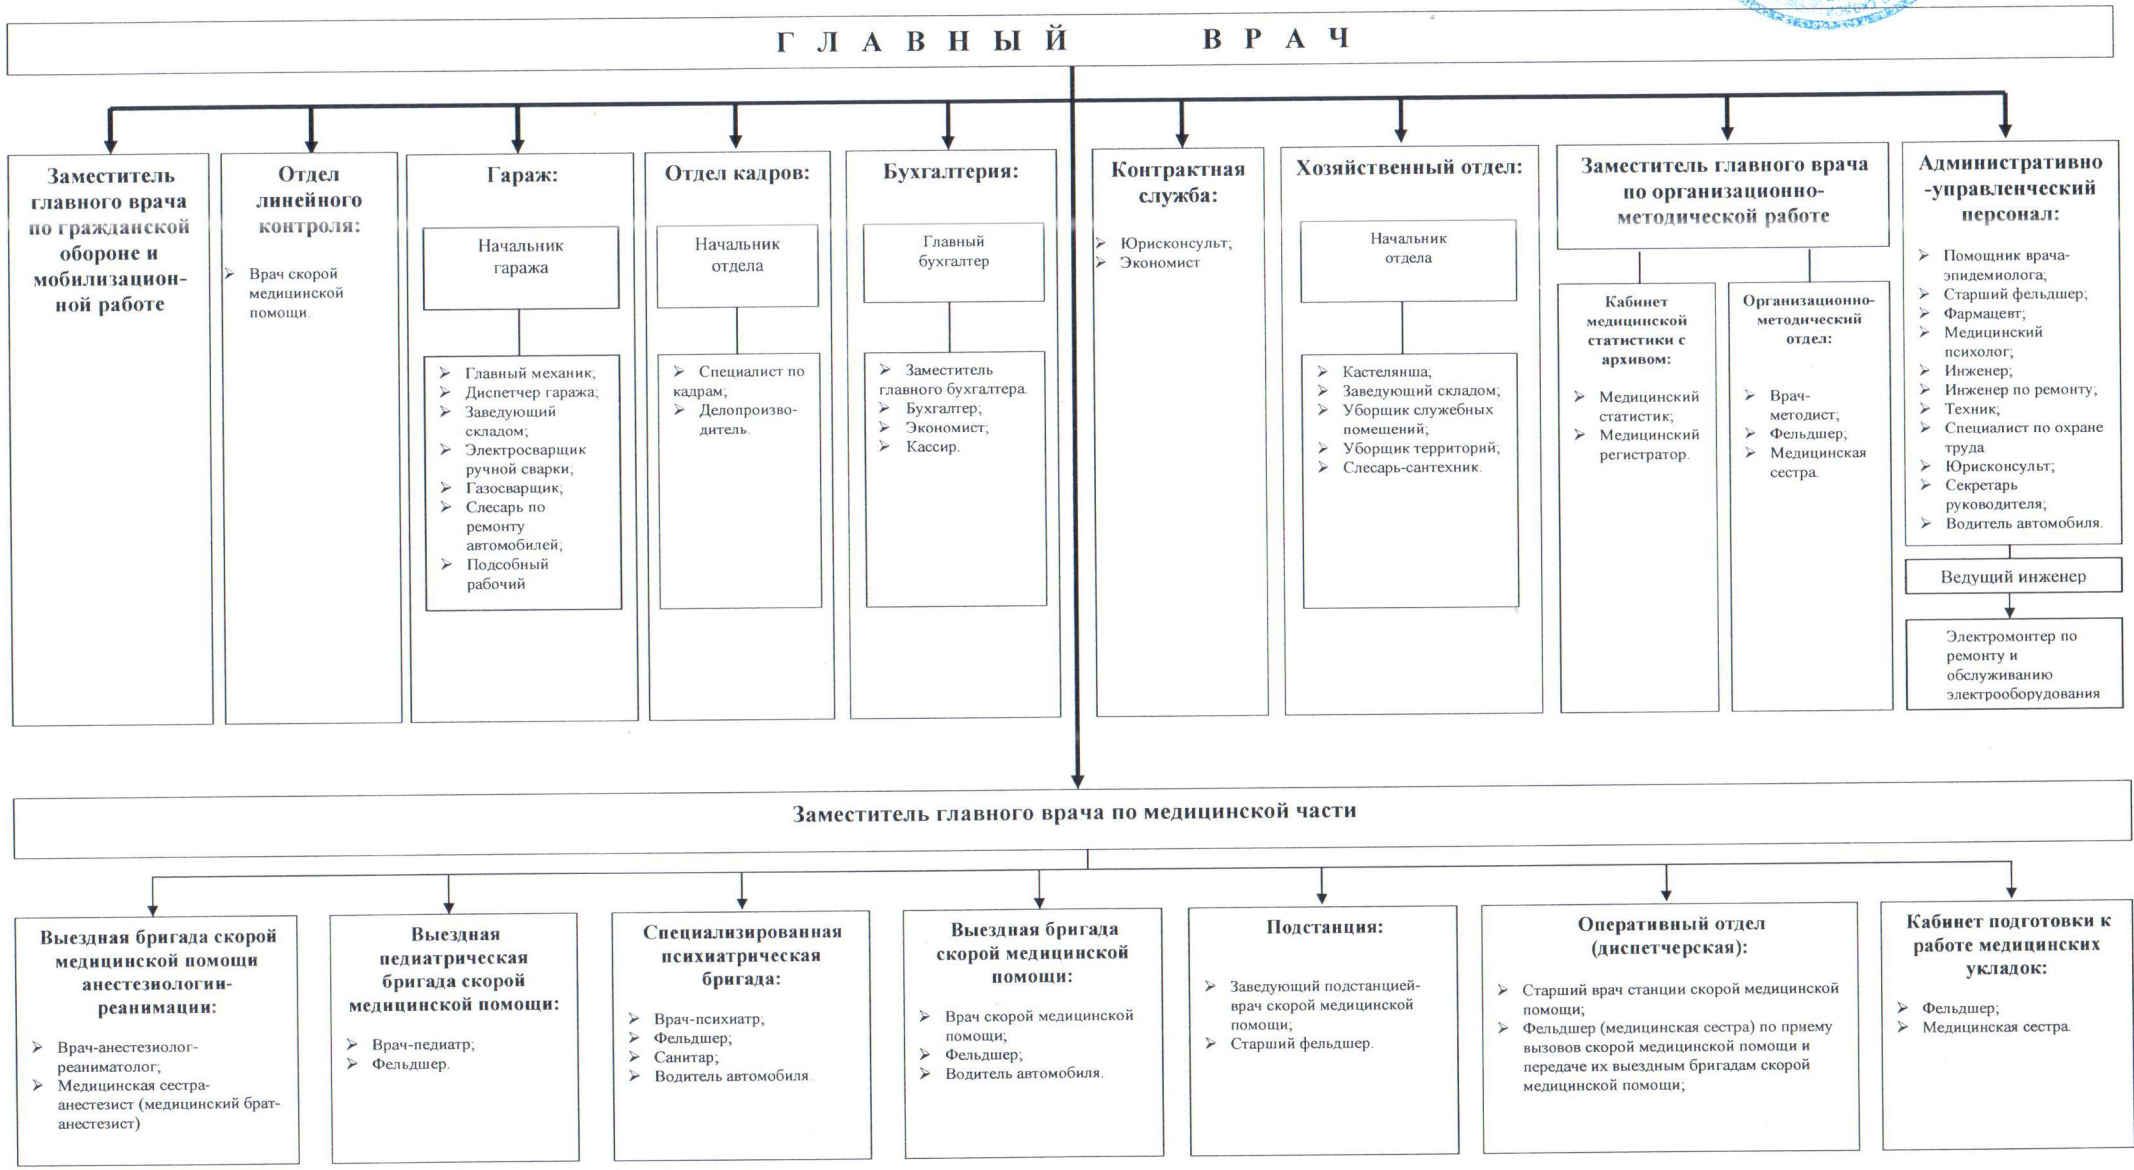 ГЛАВНЫЙ ВРАЧ
Заместитель
главного врача
по гражданской
обороне и
мобилизацион-
ной работе
Отдел
линейного
контроля:
➢ Врач скорой
медицинской
помощи.
Гараж:
Начальник
гаража
➢ Главный механик;
➢ Диспетчер гаража;
➢ Заведующий
складом;
➢ Электросварщик
ручной сварки;
➢ Газосварщик;
➢ Слесарь по
ремонту
автомобилей;
➢ Подсобный
рабочий
Отдел кадров:
Начальник
отдела
➢ Специалист по
кадрам;
➢ Делопроизво-
дитель.
Бухгалтерия:
Главный
бухгалтер
➢ Заместитель
главного бухгалтера.
➢ Бухгалтер;
➢ Экономист;
➢ Кассир.
Контрактная
служба:
➢ Юрисконсульт;
➢ Экономист
Хозяйственный отдел:
Начальник
отдела
➢ Кастелянша;
➢ Заведующий складом;
➢ Уборщик служебных
помещений;
➢ Уборщик территорий;
➢ Слесарь-сантехник.
Заместитель главного врача
по организационно-
методической работе
Кабинет
медицинской
статистики с
архивом:
➢ Медицинский
статистик;
➢ Медицинский
регистратор.
Организационно-
методический
отдел:
➢ Врач-
методист;
➢ Фельдшер;
➢ Медицинская
сестра.
Административно
-управленческий
персонал:
➢ Помощник врача-
эпидемиолога;
➢ Старший фельдшер;
➢ Фармацевт;
➢ Медицинский
психолог;
➢ Инженер;
➢ Инженер по ремонту;
➢ Техник;
➢ Специалист по охране
труда
➢ Юрисконсульт;
➢ Секретарь
руководителя;
➢ Водитель автомобиля.
Ведущий инженер
Электромонтер по
ремонту и
обслуживанию
электрооборудования
Заместитель главного врача по медицинской части
Выездная бригада скорой
медицинской помощи
анестезиологии-
реанимации:
➢ Врач-анестезиолог-
реаниматолог;
➢ Медицинская сестра-
анестезист (медицинский брат-
анестезист)
Выездная
педиатрическая
бригада скорой
медицинской помощи:
➢ Врач-педиатр;
➢ Фельдшер.
Специализированная
психиатрическая
бригада:
➢ Врач-психиатр;
➢ Фельдшер;
➢ Санитар;
➢ Водитель автомобиля.
Выездная бригада
скорой медицинской
помощи:
➢ Врач скорой медицинской
помощи;
➢ Фельдшер;
➢ Водитель автомобиля.
Подстанция:
➢ Заведующий подстанцией-
врач скорой медицинской
помощи;
➢ Старший фельдшер.
Оперативный отдел
(диспетчерская):
➢ Старший врач станции скорой медицинской
помощи;
➢ Фельдшер (медицинская сестра) по приему
вызовов скорой медицинской помощи и
передаче их выездным бригадам скорой
медицинской помощи;
Кабинет подготовки к
работе медицинских
укладок:
➢ Фельдшер;
➢ Медицинская сестра.